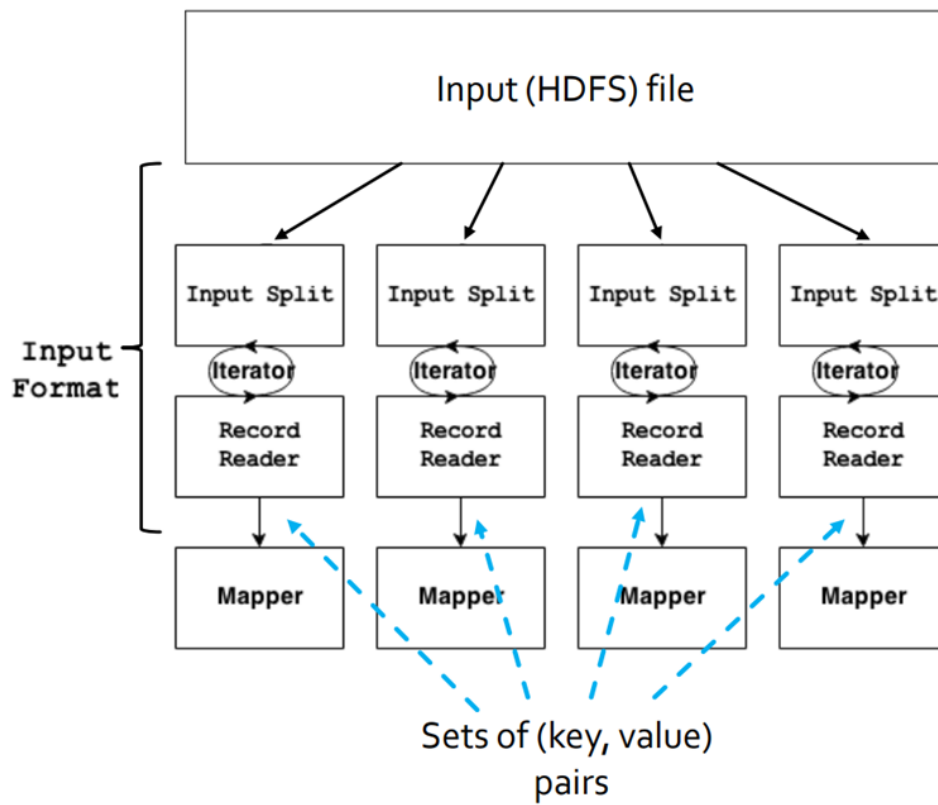 Input (HDFS) file
Input Split
Input Split
Input Split
Input Split
Input
Format
Iterator
Iterator
Iterator
Iterator
Record
Reader
Record
Reader
Record
Reader
Record
Reader
Mapper
Mapper
Mapper
Mapper
Sets of (key, value)
pairs